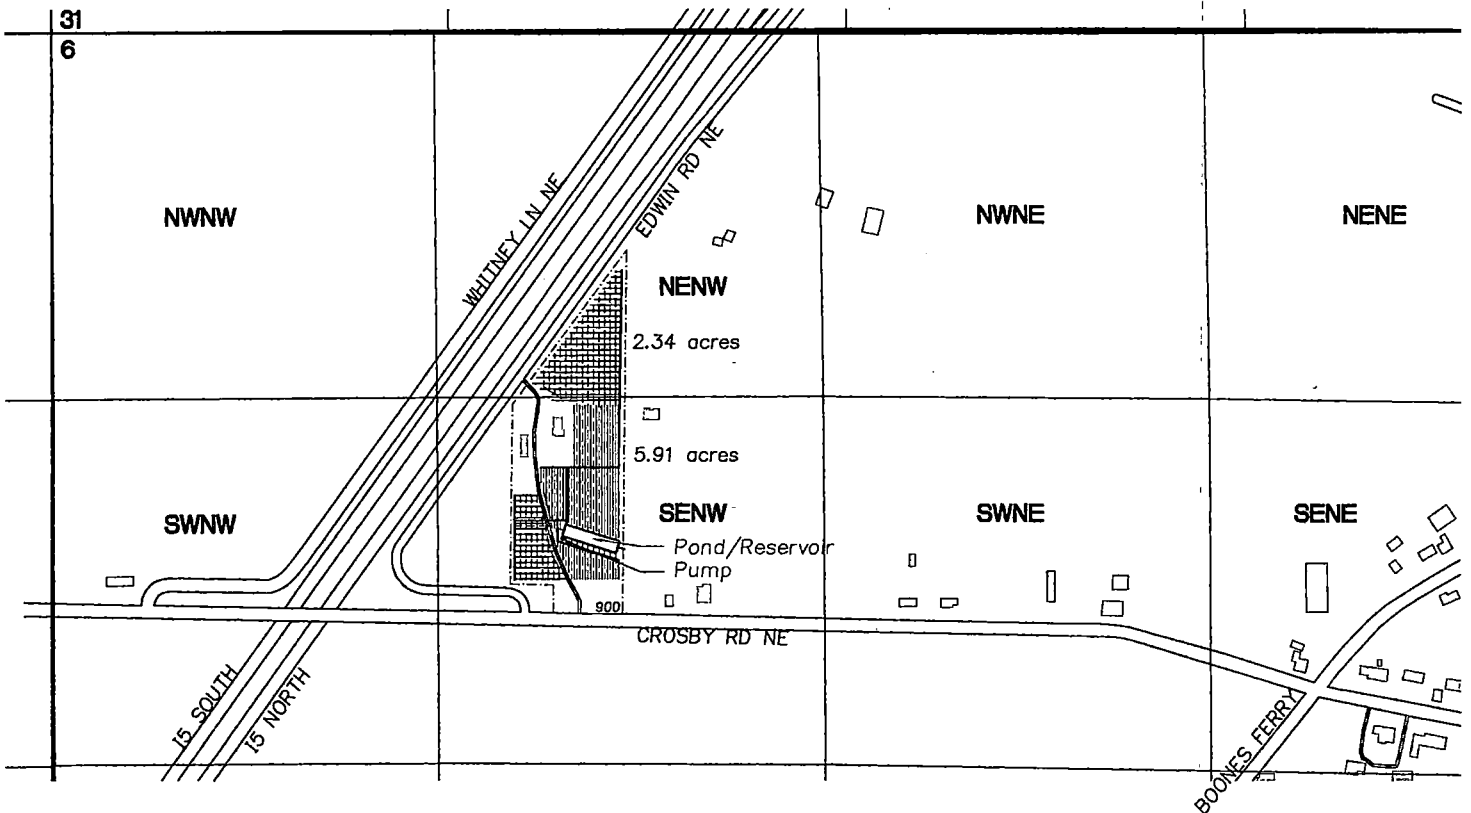 31
6
NWNW
WHITNEY LN NE
EDWIN RD NE
NENW
NWNE
NENE
2.34 acres
5.91 acres
SWNW
SENW
SWNE
SENE
Pond/Reservoir
Pump
900
CROSBY RD NE
I5 SOUTH
I5 NORTH
BOONES FERRY